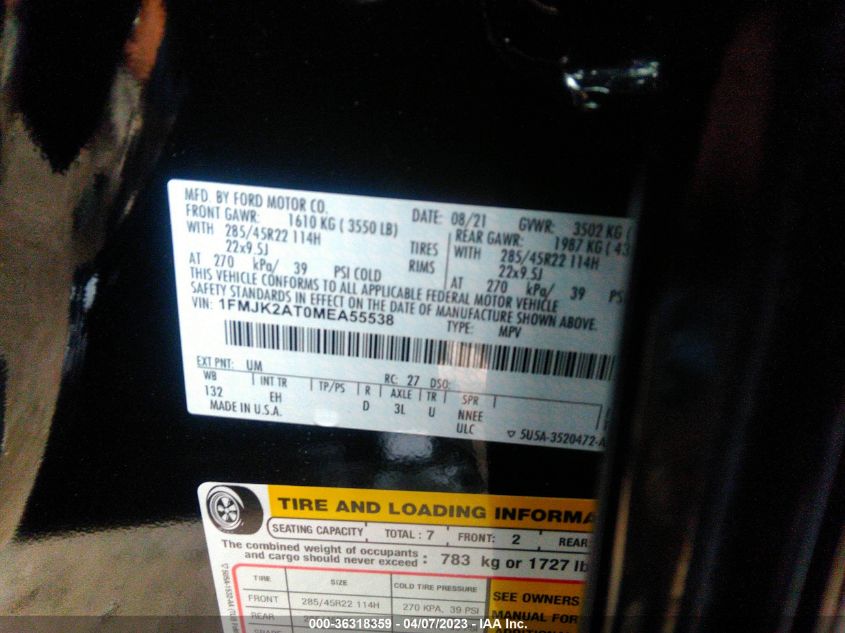 MFD. BY FORD MOTOR CO.
DATE: 08/21 GVWR: 3502 KG (
FRONT GAWR: 1610 KG ( 3550 LB) REAR GAWR: 1987 KG ( 43
WITH 285/45R22 114H TIRES WITH 285/45R22 114H
22x9.5J RIMS 22x9.5J
AT 270 kPa/ 39 PSI COLD AT 270 kPa/ 39 PS
THIS VEHICLE CONFORMS TO ALL APPLICABLE FEDERAL MOTOR VEHICLE
SAFETY STANDARDS IN EFFECT ON THE DATE OF MANUFACTURE SHOWN ABOVE.
VIN: 1FMJK2AT0MEA55538 TYPE: MPV
EXT PNT: UM RC: 27 DSO:
WB INT TR TP/PS R AXLE TR SPR
132 EH D 3L U NNEE
MADE IN U.S.A. ULC
5U5A-3520472-A
TIRE AND LOADING INFORMA
SEATING CAPACITY TOTAL : 7 FRONT: 2 REAR:
The combined weight of occupants
and cargo should never exceed : 783 kg or 1727 lb
TIRE SIZE COLD TIRE PRESSURE SEE OWNERS
FRONT 285/45R22 114H 270 KPA, 39 PSI MANUAL FOR
REAR
000-36318359 - 04/07/2023 - IAA Inc.